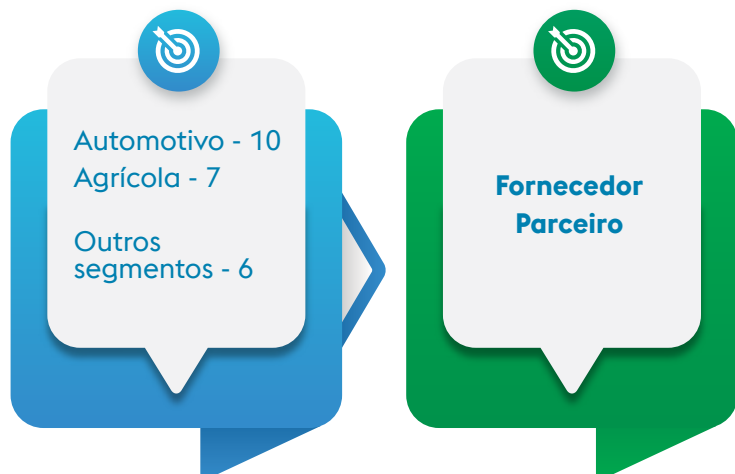 Automotivo - 10
Agrícola - 7
Outros
segmentos - 6
Fornecedor
Parceiro